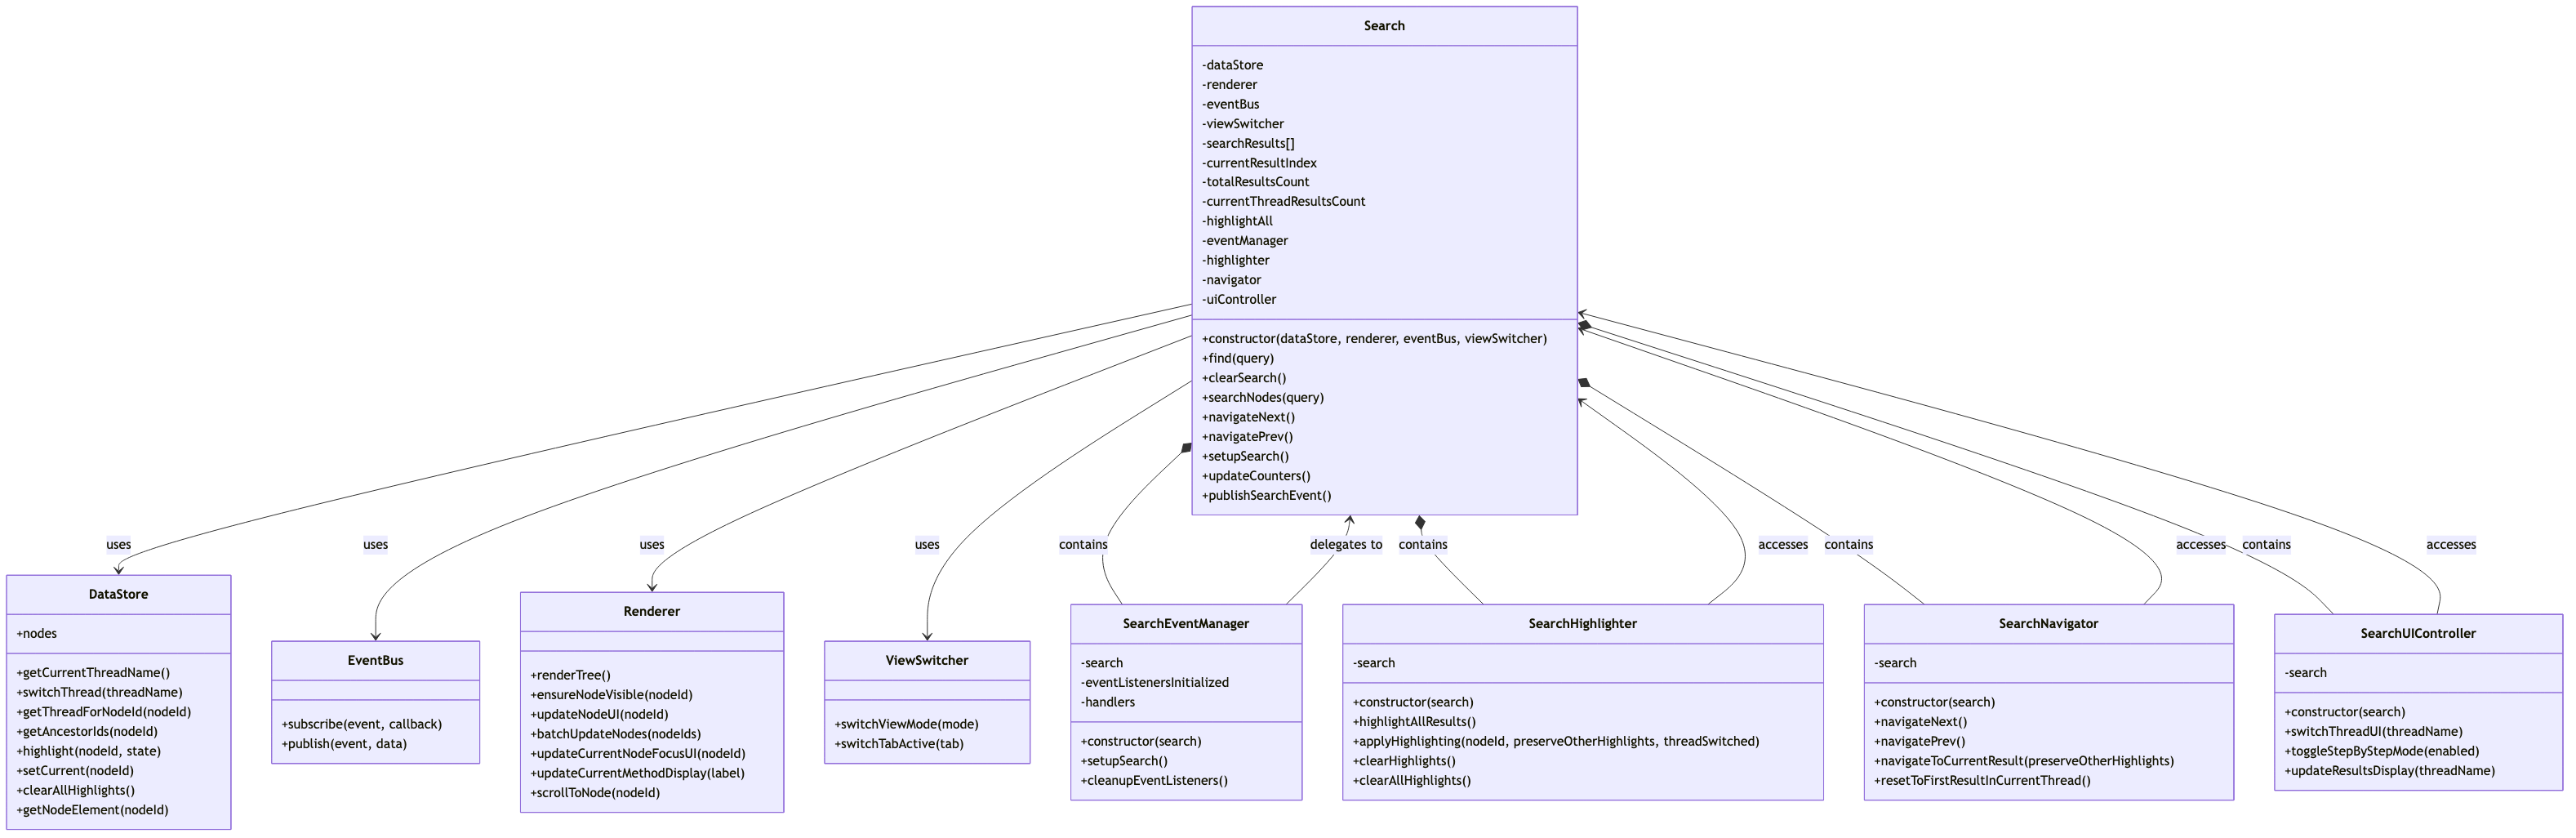 Search
-dataStore
-renderer
-eventBus
-viewSwitcher
-searchResults[]
-currentResultIndex
-totalResultsCount
-currentThreadResultsCount
-highlightAll
-eventManager
-highlighter
-navigator
-uiController
+constructor(dataStore, renderer, eventBus, viewSwitcher)
+find(query)
+clearSearch()
+searchNodes(query)
+navigateNext()
+navigatePrev()
+setupSearch()
+updateCounters()
+publishSearchEvent()
uses
uses
uses
uses
contains
delegates to
contains
accesses
contains
accesses
contains
accesses
DataStore
+nodes
+getCurrentThreadName()
+switchThread(threadName)
+getThreadForNodeId(nodeId)
+getAncestorIds(nodeId)
+highlight(nodeId, state)
+setCurrent(nodeId)
+clearAllHighlights()
+getNodeElement(nodeId)
EventBus
+subscribe(event, callback)
+publish(event, data)
Renderer
+renderTree()
+ensureNodeVisible(nodeId)
+updateNodeUI(nodeId)
+batchUpdateNodes(nodeIds)
+updateCurrentNodeFocusUI(nodeId)
+updateCurrentMethodDisplay(label)
+scrollToNode(nodeId)
ViewSwitcher
+switchViewMode(mode)
+switchTabActive(tab)
SearchEventManager
-search
-eventListenersInitialized
-handlers
+constructor(search)
+setupSearch()
+cleanupEventListeners()
SearchHighlighter
-search
+constructor(search)
+highlightAllResults()
+applyHighlighting(nodeId, preserveOtherHighlights, threadSwitched)
+clearHighlights()
+clearAllHighlights()
SearchNavigator
-search
+constructor(search)
+navigateNext()
+navigatePrev()
+navigateToCurrentResult(preserveOtherHighlights)
+resetToFirstResultInCurrentThread()
SearchUIController
-search
+constructor(search)
+switchThreadUI(threadName)
+toggleStepByStepMode(enabled)
+updateResultsDisplay(threadName)